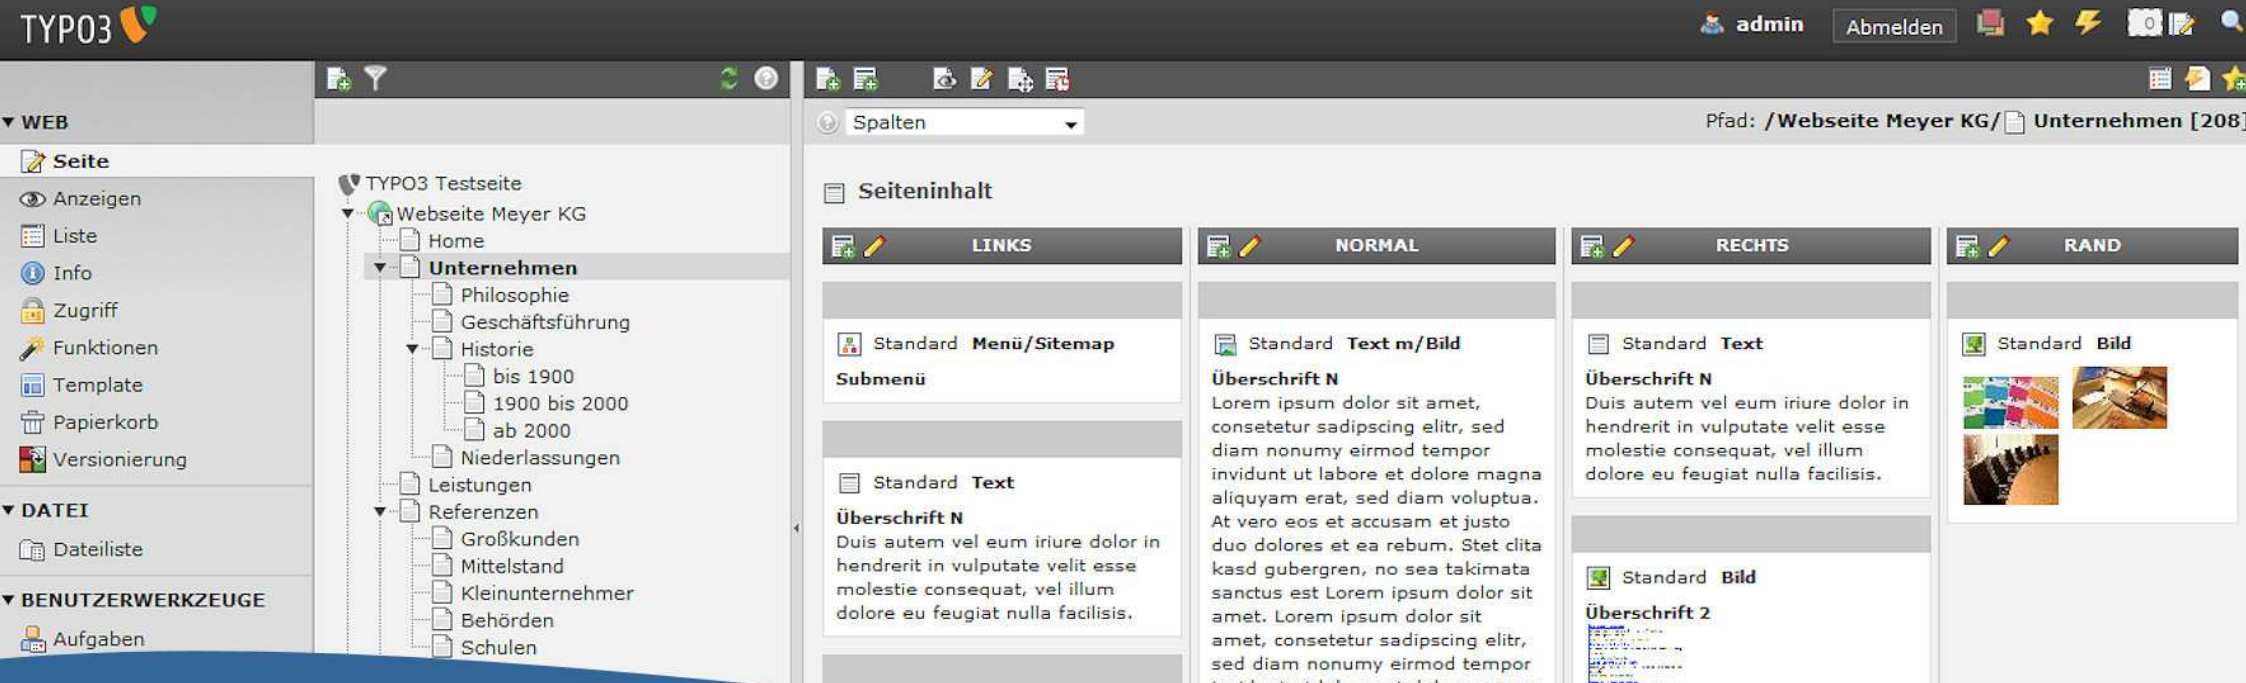 TYPO3
admin
Abmelden
0
WEB
Seite
Anzeigen
Liste
Info
Zugriff
Funktionen
Template
Papierkorb
Versionierung
DATEI
Dateiliste
BENUTZERWERKZEUGE
Aufgaben
TYPO3 Testseite
Webseite Meyer KG
Home
Unternehmen
Philosophie
Geschäftsführung
Historie
bis 1900
1900 bis 2000
ab 2000
Niederlassungen
Leistungen
Referenzen
Großkunden
Mittelstand
Kleinunternehmer
Behörden
Schulen
Spalten
Pfad: /Webseite Meyer KG/ Unternehmen [208]
Seiteninhalt
LINKS
Standard Menü/Sitemap
Submenü
Standard Text
Überschrift N
Duis autem vel eum iriure dolor in
hendrerit in vulputate velit esse
molestie consequat, vel illum
dolore eu feugiat nulla facilisis.
NORMAL
Standard Text m/Bild
Überschrift N
Lorem ipsum dolor sit amet,
consetetur sadipscing elitr, sed
diam nonumy eirmod tempor
invidunt ut labore et dolore magna
aliquyam erat, sed diam voluptua.
At vero eos et accusam et justo
duo dolores et ea rebum. Stet clita
kasd gubergren, no sea takimata
sanctus est Lorem ipsum dolor sit
amet. Lorem ipsum dolor sit
amet, consetetur sadipscing elitr,
sed diam nonumy eirmod tempor
RECHTS
Standard Text
Überschrift N
Duis autem vel eum iriure dolor in
hendrerit in vulputate velit esse
molestie consequat, vel illum
dolore eu feugiat nulla facilisis.
Standard Bild
Überschrift 2
RAND
Standard Bild